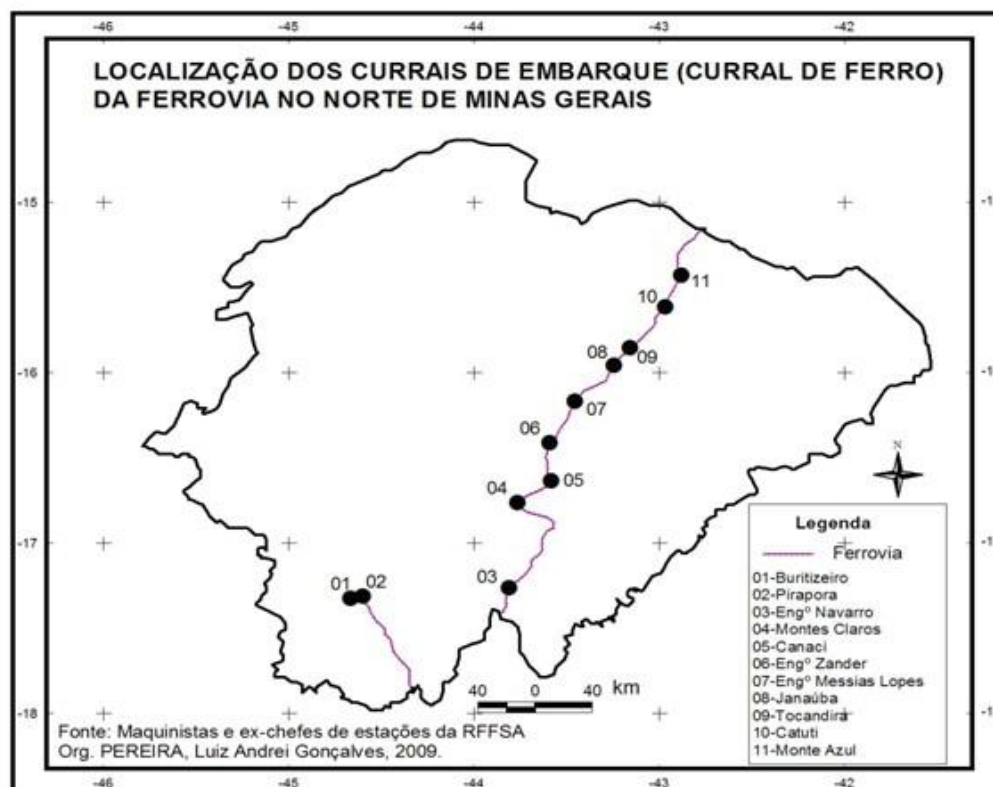 -46 -45 -44 -43 -42
LOCALIZAÇÃO DOS CURRAIS DE EMBARQUE (CURRAL DE FERRO)
DA FERROVIA NO NORTE DE MINAS GERAIS
-15 -1
11
10
09
08
-16 -1
07
06
05
04
N
-17 -1
03
01 02
Legenda
Ferrovia
01-Buritizeiro
02-Pirapora
03-Engº Navarro
04-Montes Claros
05-Canaci
06-Engº Zander
07-Engº Messias Lopes
08-Janaúba
09-Tocandira
10-Catuti
11-Monte Azul
40 0 40 km
-18 -1
Fonte: Maquinistas e ex-chefes de estações da RFFSA
Org. PEREIRA, Luiz Andrei Gonçalves, 2009.
-46 -45 -44 -43 -42